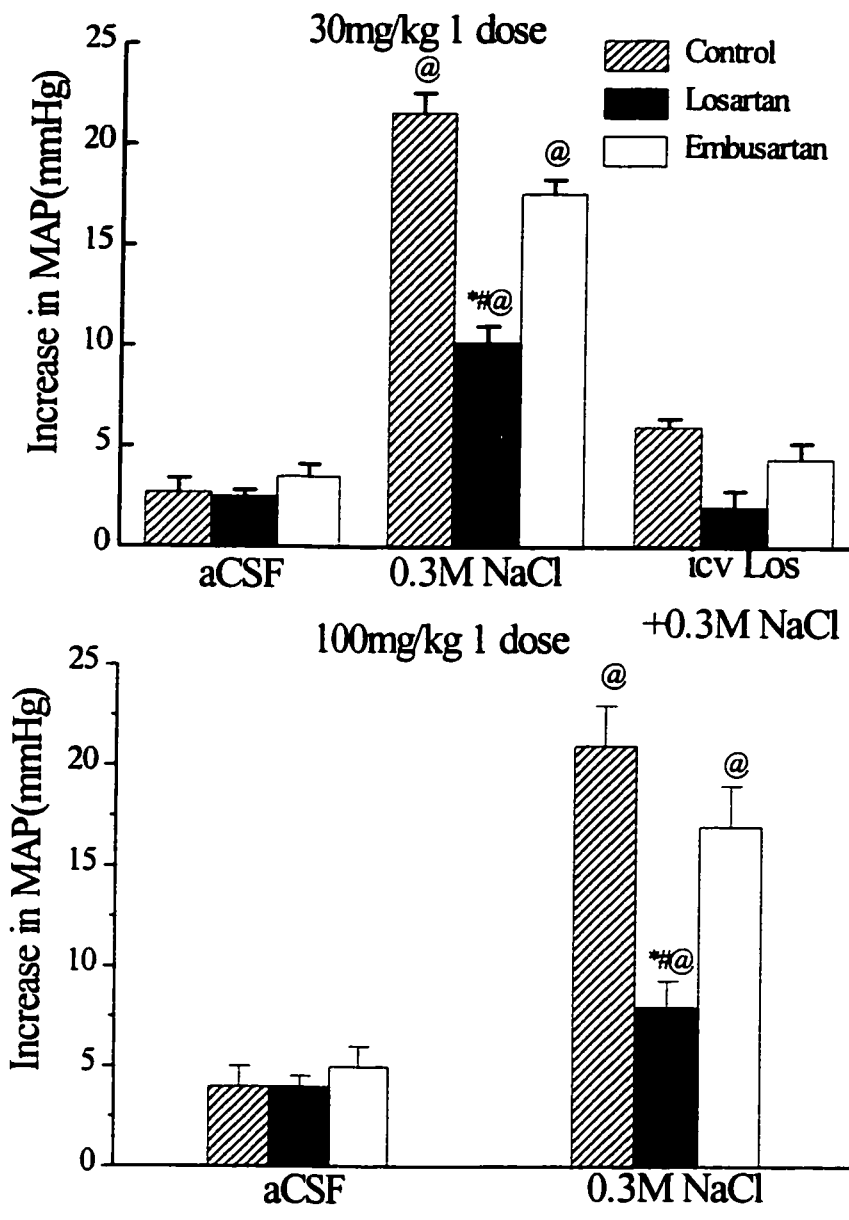 30mg/kg 1 dose
Increase in MAP(mmHg)
25
20
15
10
5
0
Control
Losartan
Embusartan
@
@
*#@
aCSF
0.3M NaCl
icv Los
+0.3M NaCl
100mg/kg 1 dose
Increase in MAP(mmHg)
25
20
15
10
5
0
@
@
*#@
aCSF
0.3M NaCl